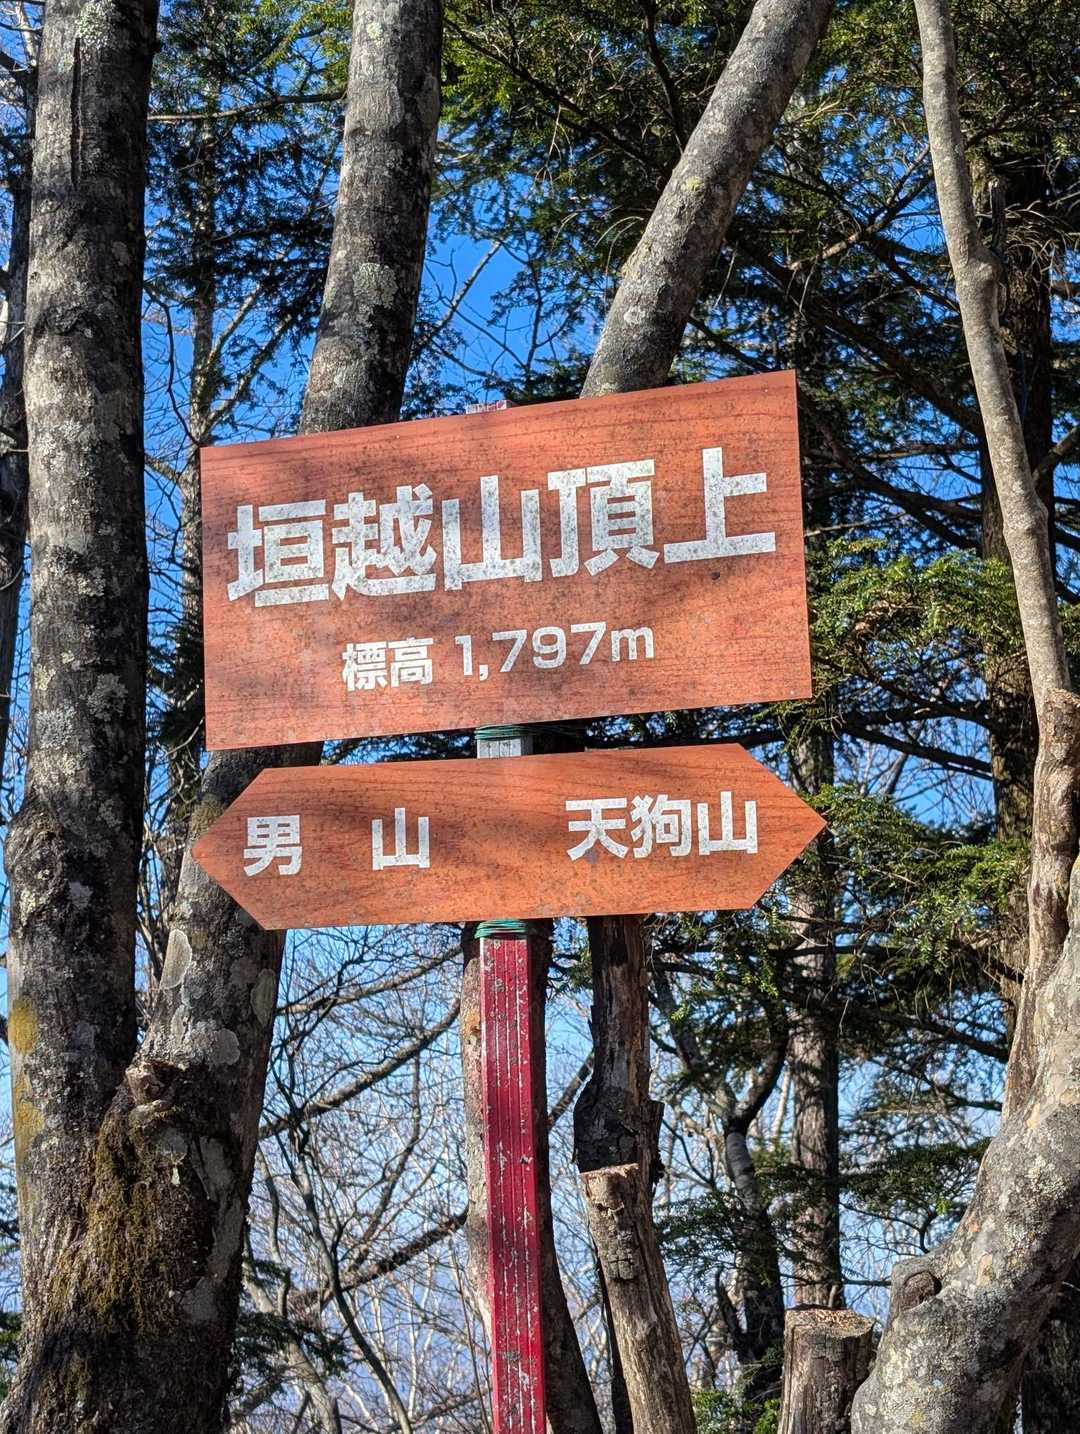 垣越山頂上
標高 1,797m
男 山 天狗山